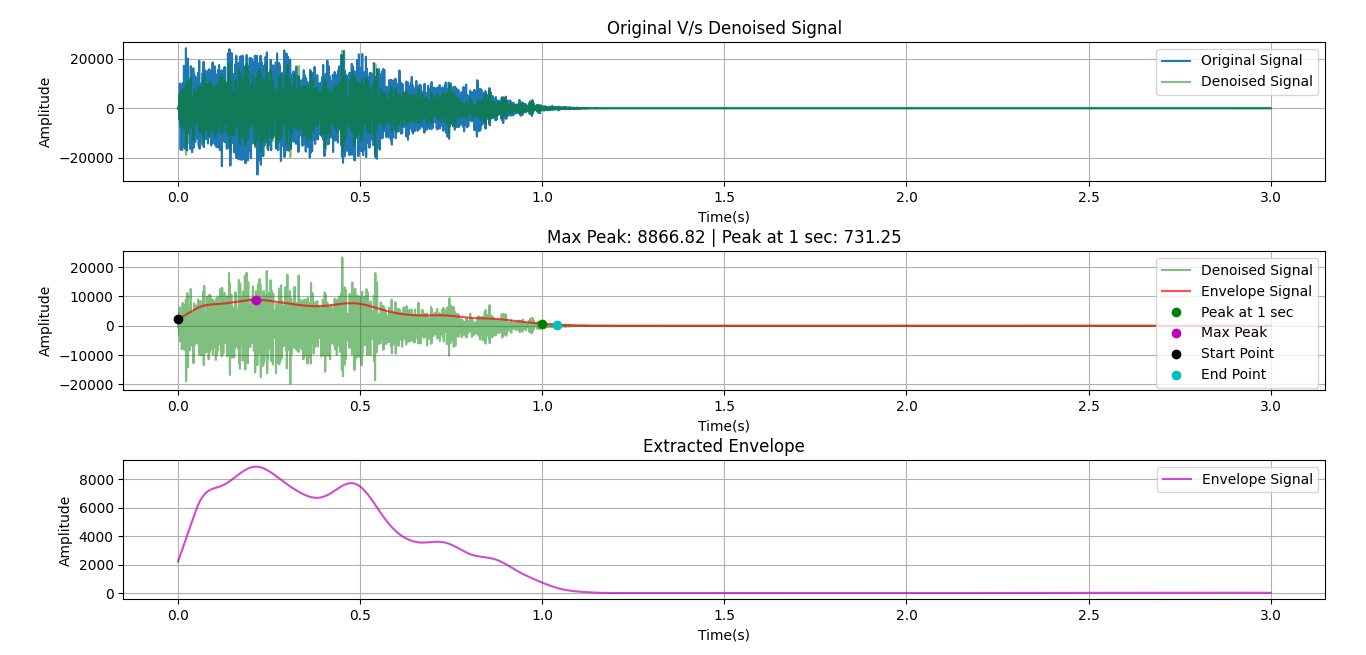 Original V/s Denoised Signal
20000
0
−20000
Amplitude
Original Signal
Denoised Signal
0.0 0.5 1.0 1.5 2.0 2.5 3.0
Time(s)
Max Peak: 8866.82 | Peak at 1 sec: 731.25
20000
10000
0
−10000
−20000
Amplitude
Denoised Signal
Envelope Signal
Peak at 1 sec
Max Peak
Start Point
End Point
0.0 0.5 1.0 1.5 2.0 2.5 3.0
Time(s)
Extracted Envelope
8000
6000
4000
2000
0
Amplitude
Envelope Signal
0.0 0.5 1.0 1.5 2.0 2.5 3.0
Time(s)